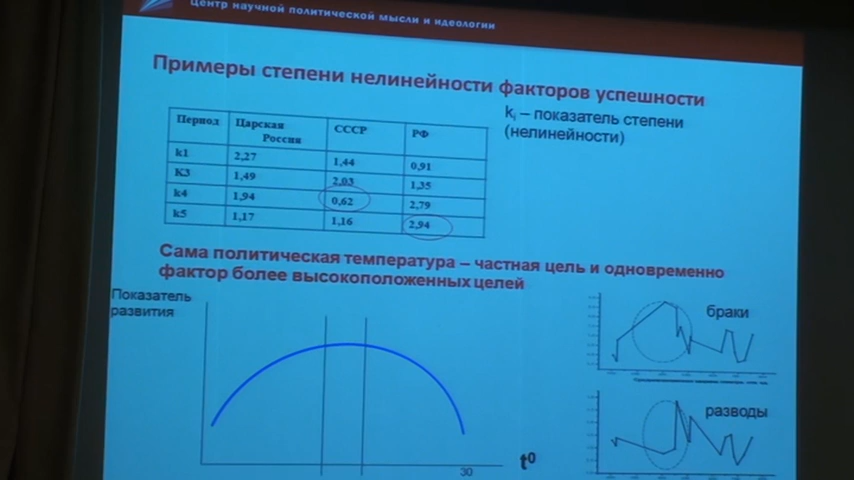 Центр научной политической мысли и идеологии
Примеры степени нелинейности факторов успешности
ki – показатель степени
(нелинейности)
Период Царская Россия СССР РФ
k1 2,27 1,44 0,91
К3 1,49 2,03 1,35
k4 1,94 0,62 2,79
k5 1,17 1,16 2,94
Сама политическая температура – частная цель и одновременно
фактор более высокоположенных целей
Показатель
развития
30
t⁰
браки
разводы